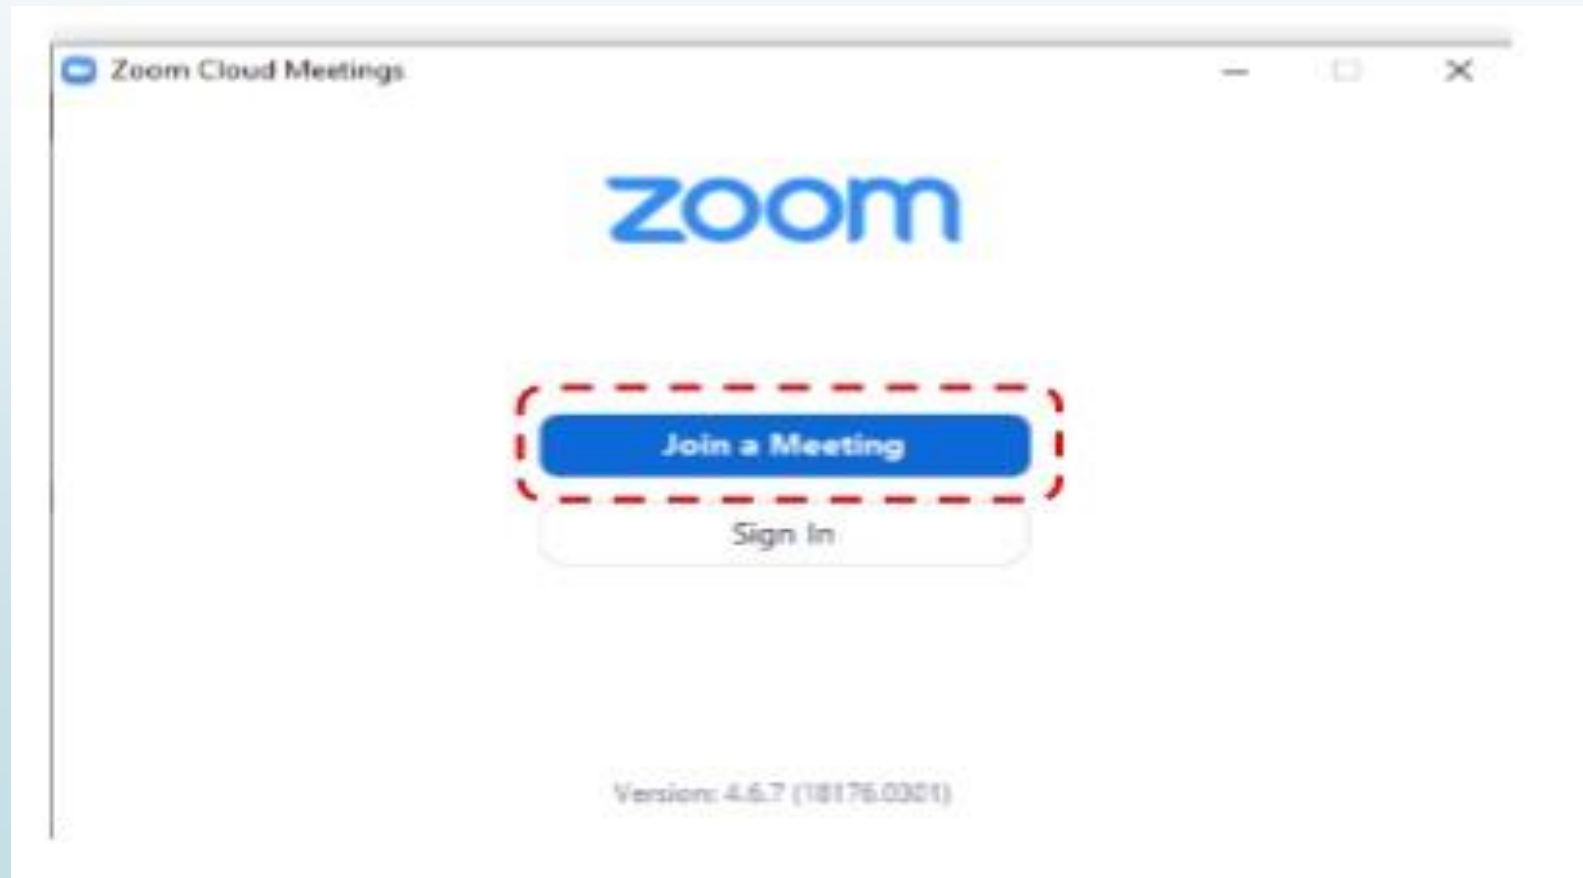 Zoom Cloud Meetings
zoom
Join a Meeting
Sign In
Version: 4.6.7 (18176.0301)